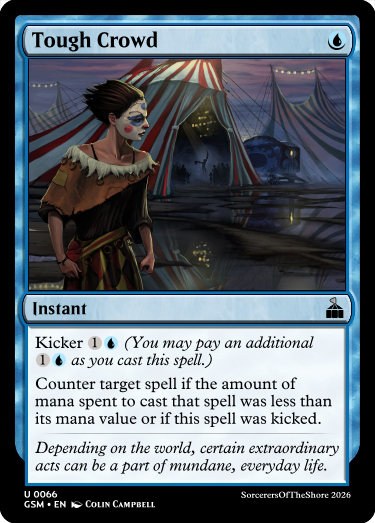 Tough Crowd
Instant
Kicker 1 (You may pay an additional
1 as you cast this spell.)
Counter target spell if the amount of
mana spent to cast that spell was less than
its mana value or if this spell was kicked.
Depending on the world, certain extraordinary
acts can be a part of mundane, everyday life.
U 0066
GSM • EN Colin Campbell
SorcerersOfTheShore 2026